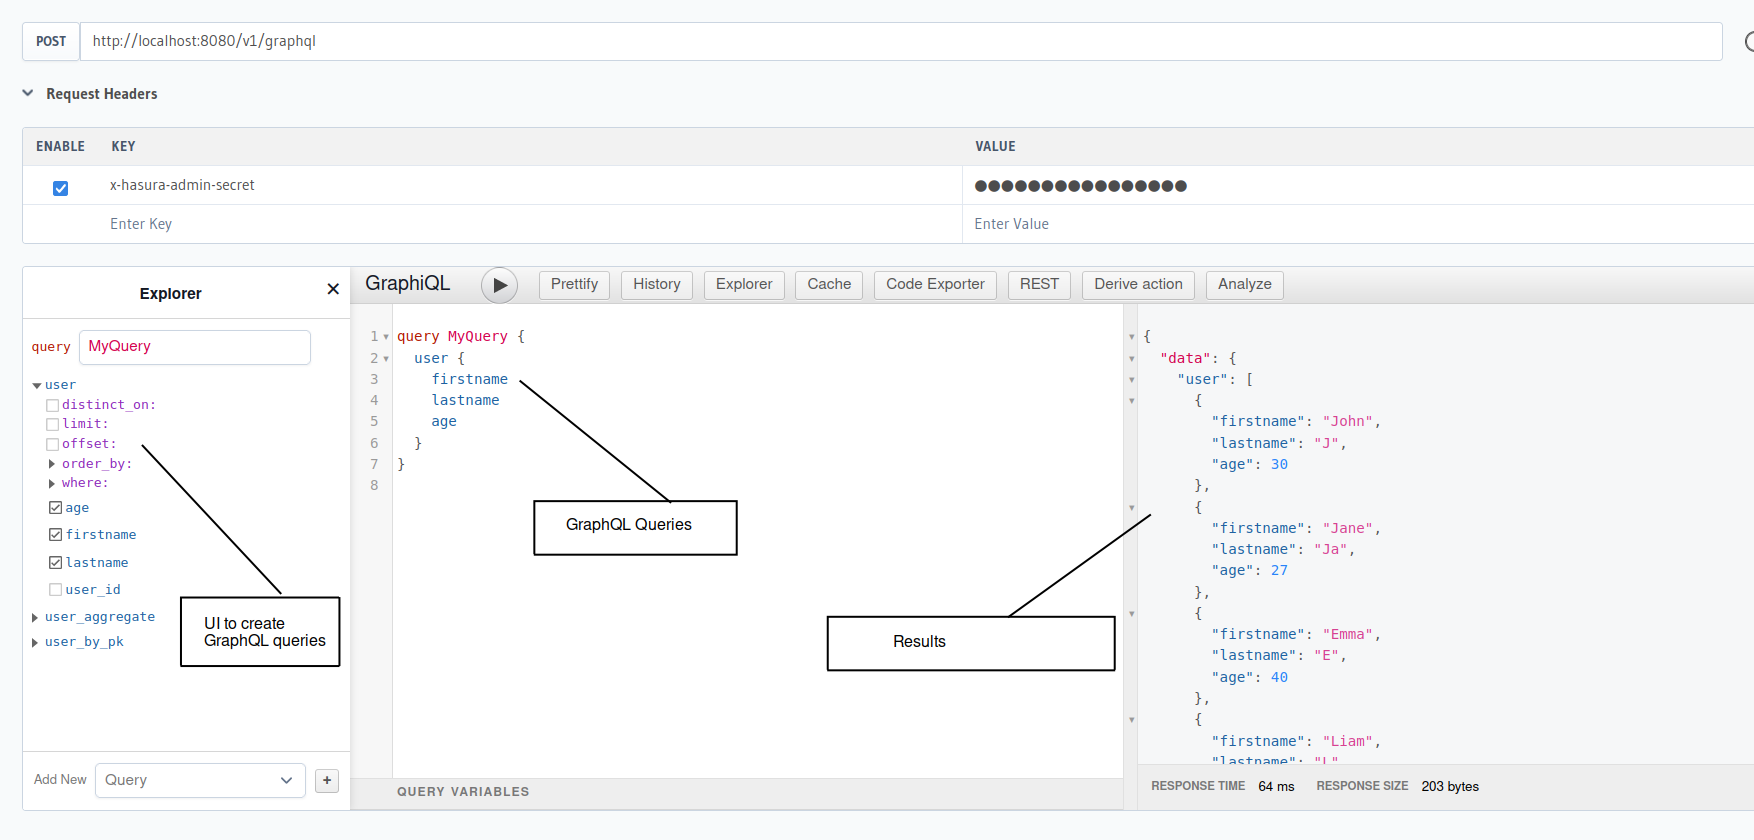 POST http://localhost:8080/v1/graphql
Request Headers
ENABLE KEY VALUE
x-hasura-admin-secret ●●●●●●●●●●●●●●●●
Enter Key Enter Value
Explorer
query MyQuery
user
distinct_on:
limit:
offset:
order_by:
where:
age
firstname
lastname
user_id
user_aggregate
user_by_pk
UI to create
GraphQL queries
Add New Query +
GraphiQL Prettify History Explorer Cache Code Exporter REST Derive action Analyze
1 query MyQuery {
2 user {
3 firstname
4 lastname
5 age
6 }
7 }
8
GraphQL Queries
Results
QUERY VARIABLES
{
"data": {
"user": [
{
"firstname": "John",
"lastname": "J",
"age": 30
},
{
"firstname": "Jane",
"lastname": "Ja",
"age": 27
},
{
"firstname": "Emma",
"lastname": "E",
"age": 40
},
{
"firstname": "Liam",
"lastname": "L"
RESPONSE TIME 64 ms RESPONSE SIZE 203 bytes